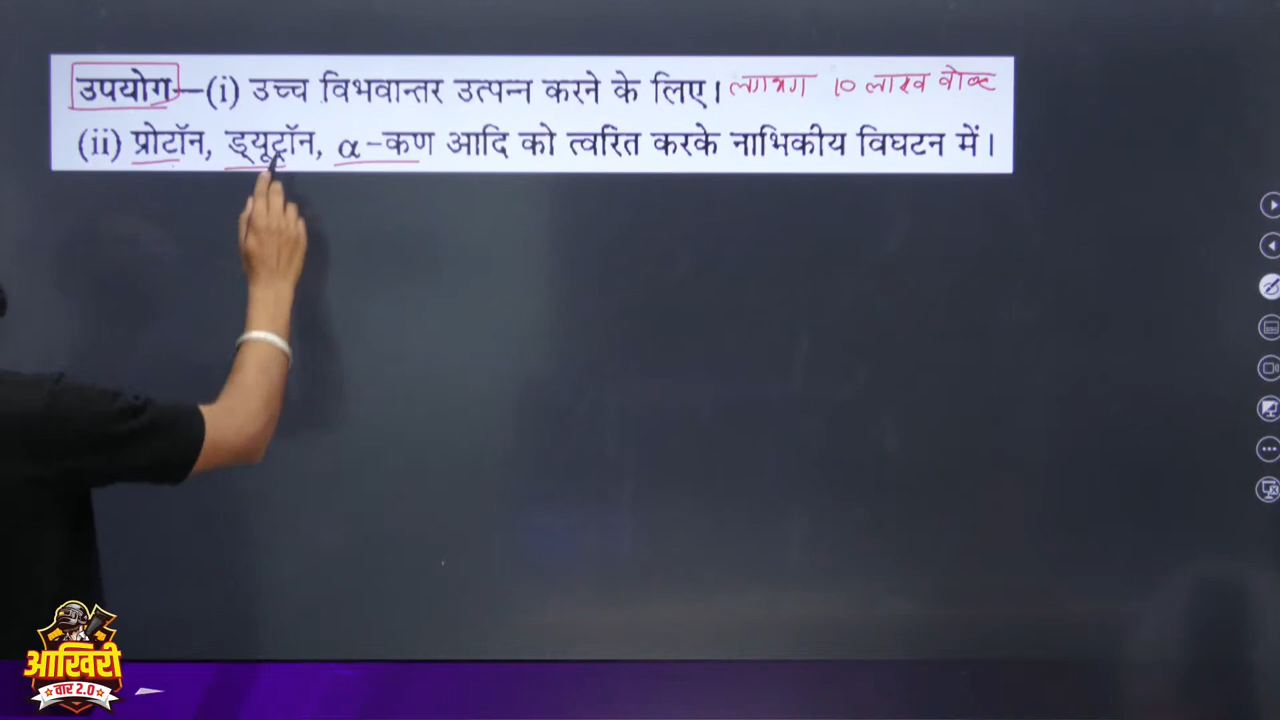 उपयोग—(i) उच्च विभवान्तर उत्पन्न करने के लिए। लगभग 10 लाख वोल्ट
(ii) प्रोटॉन, ड्यूट्रॉन, α-कण आदि को त्वरित करके नाभिकीय विघटन में।
आखिरी
वार 2.0